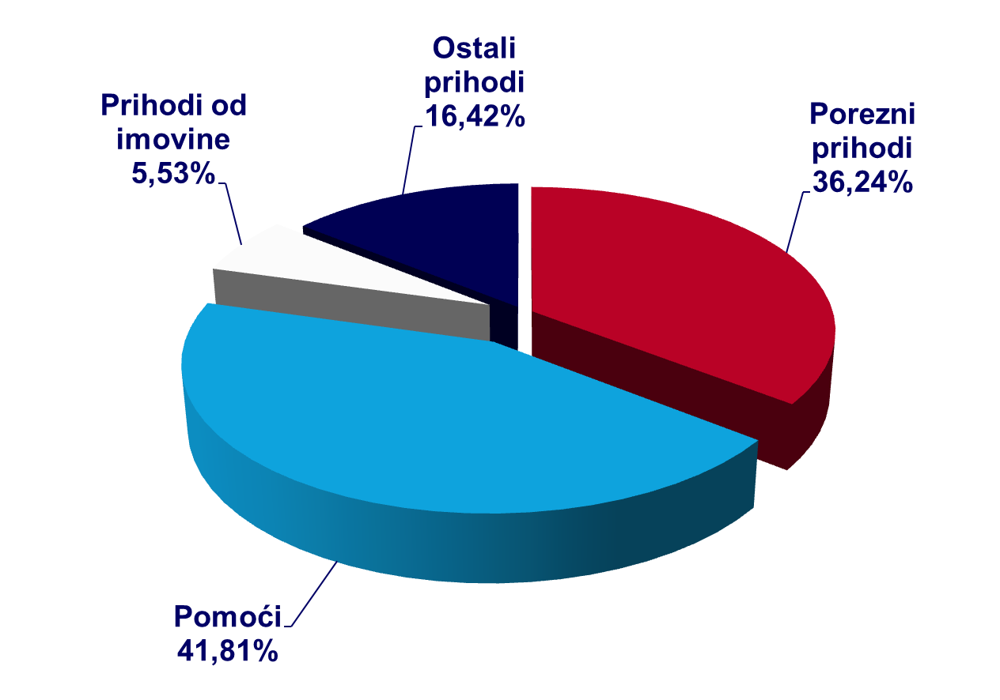 Ostali
prihodi
16,42%
Prihodi od
imovine
5,53%
Porezni
prihodi
36,24%
Pomoći
41,81%